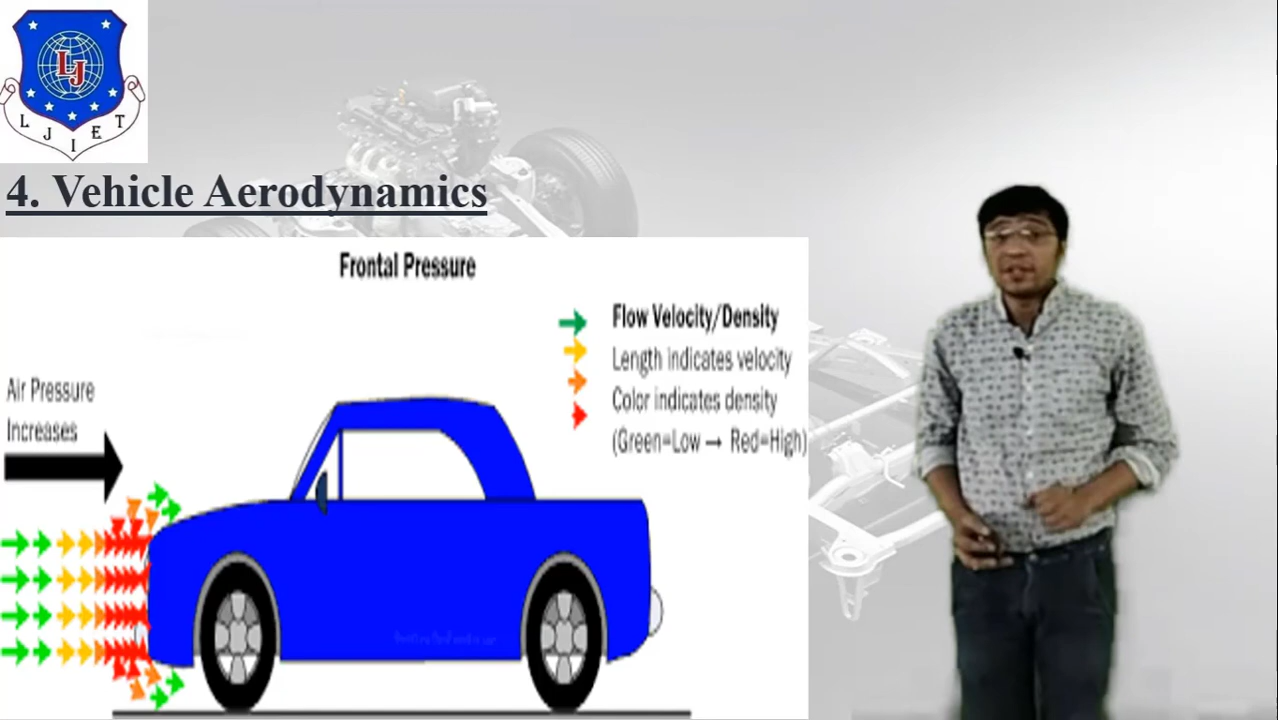 LJ
L J I E T
4. Vehicle Aerodynamics
Frontal Pressure
Flow Velocity/Density
Length indicates velocity
Color indicates density
(Green=Low → Red=High)
Air Pressure
Increases